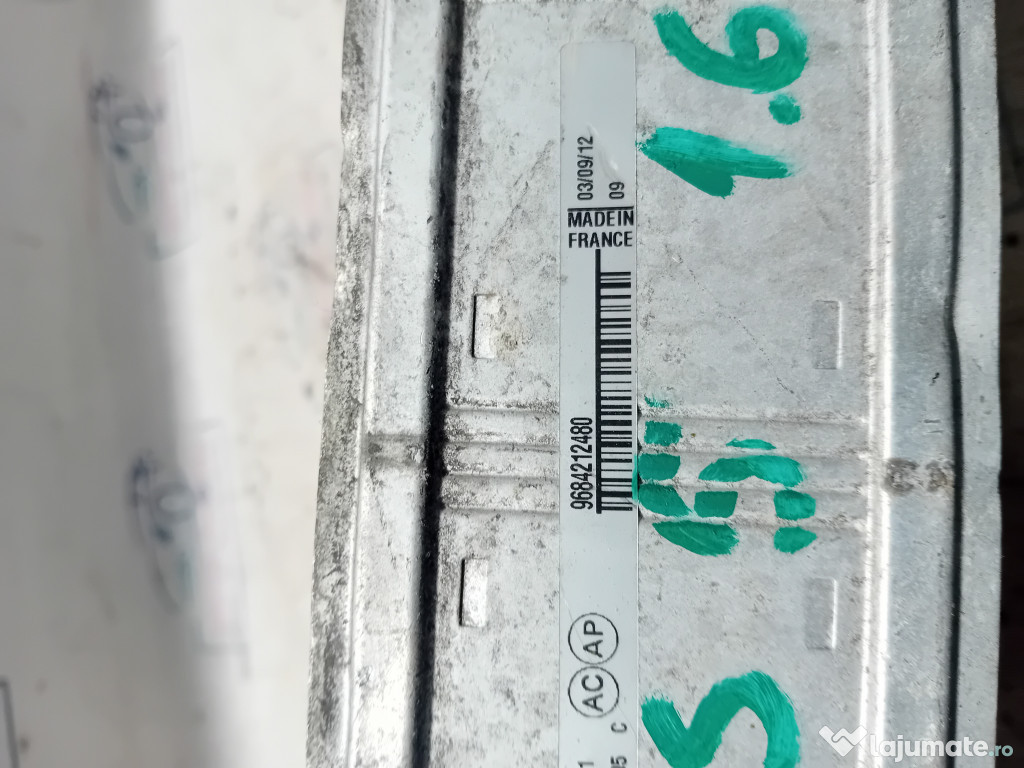 9684212480
MADE IN
FRANCE
03/09/12
09
AC
AP
C
1.6
S
lajumate.ro